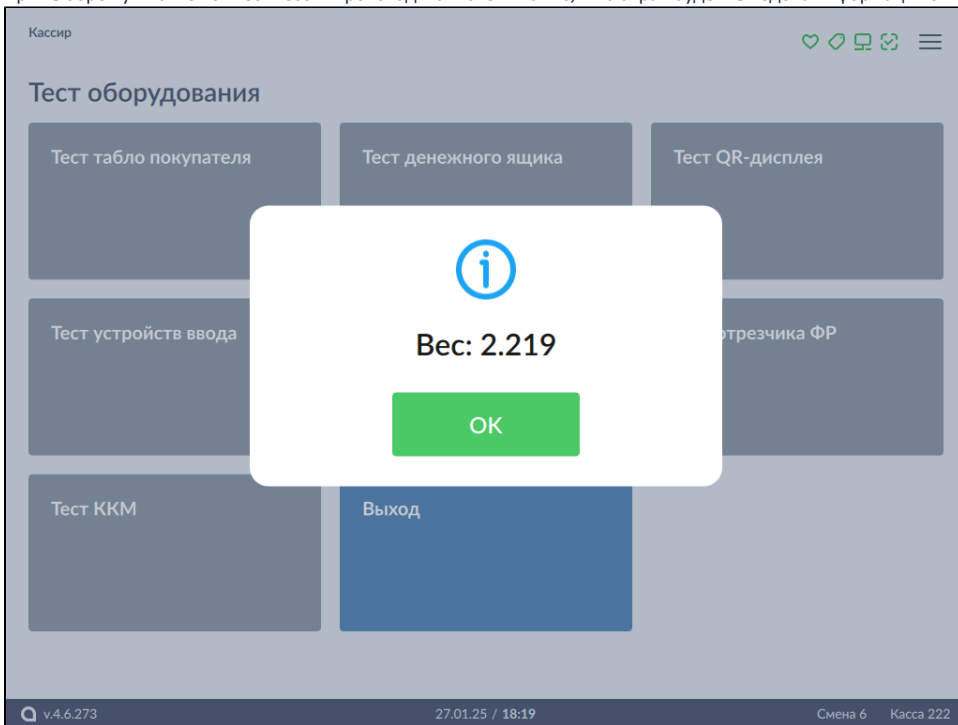 Кассир
Тест оборудования
Тест табло покупателя
Тест денежного ящика
Тест QR-дисплея
Вес: 2.219
ОК
Тест устройств ввода
отрезчика ФР
Тест ККМ
Выход
v.4.6.273
27.01.25 / 18:19
Смена 6
Касса 222